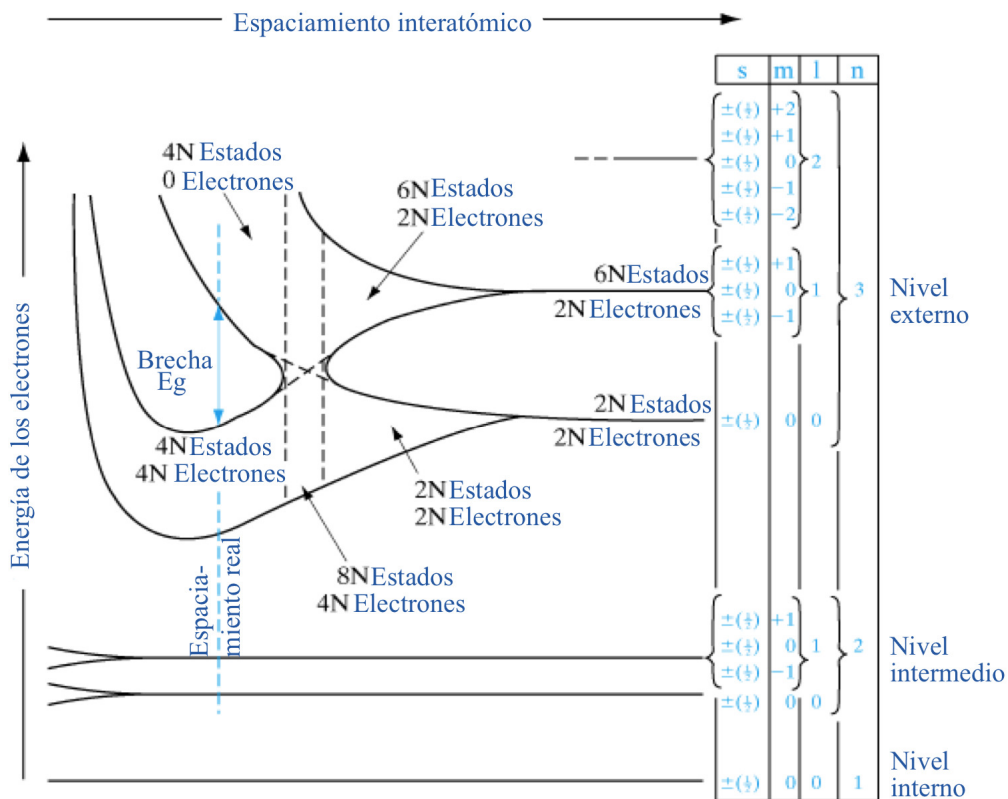 Espaciamiento interatómico
s m l n
±(½) +2
±(½) +1
±(½) 0 2
±(½) −1
±(½) −2
4N Estados
0 Electrones
6N Estados
2N Electrones
±(½) +1
6N Estados
±(½) 0 1 3
2N Electrones
±(½) −1
Nivel
externo
Brecha
Eg
2N Estados
±(½) 0 0
2N Electrones
4N Estados
4N Electrones
2N Estados
2N Electrones
8N Estados
4N Electrones
Energía de los electrones
Espacia-
miento real
±(½) +1
±(½) 0 1 2
±(½) −1
±(½) 0 0
Nivel
intermedio
±(½) 0 0 1
Nivel
interno